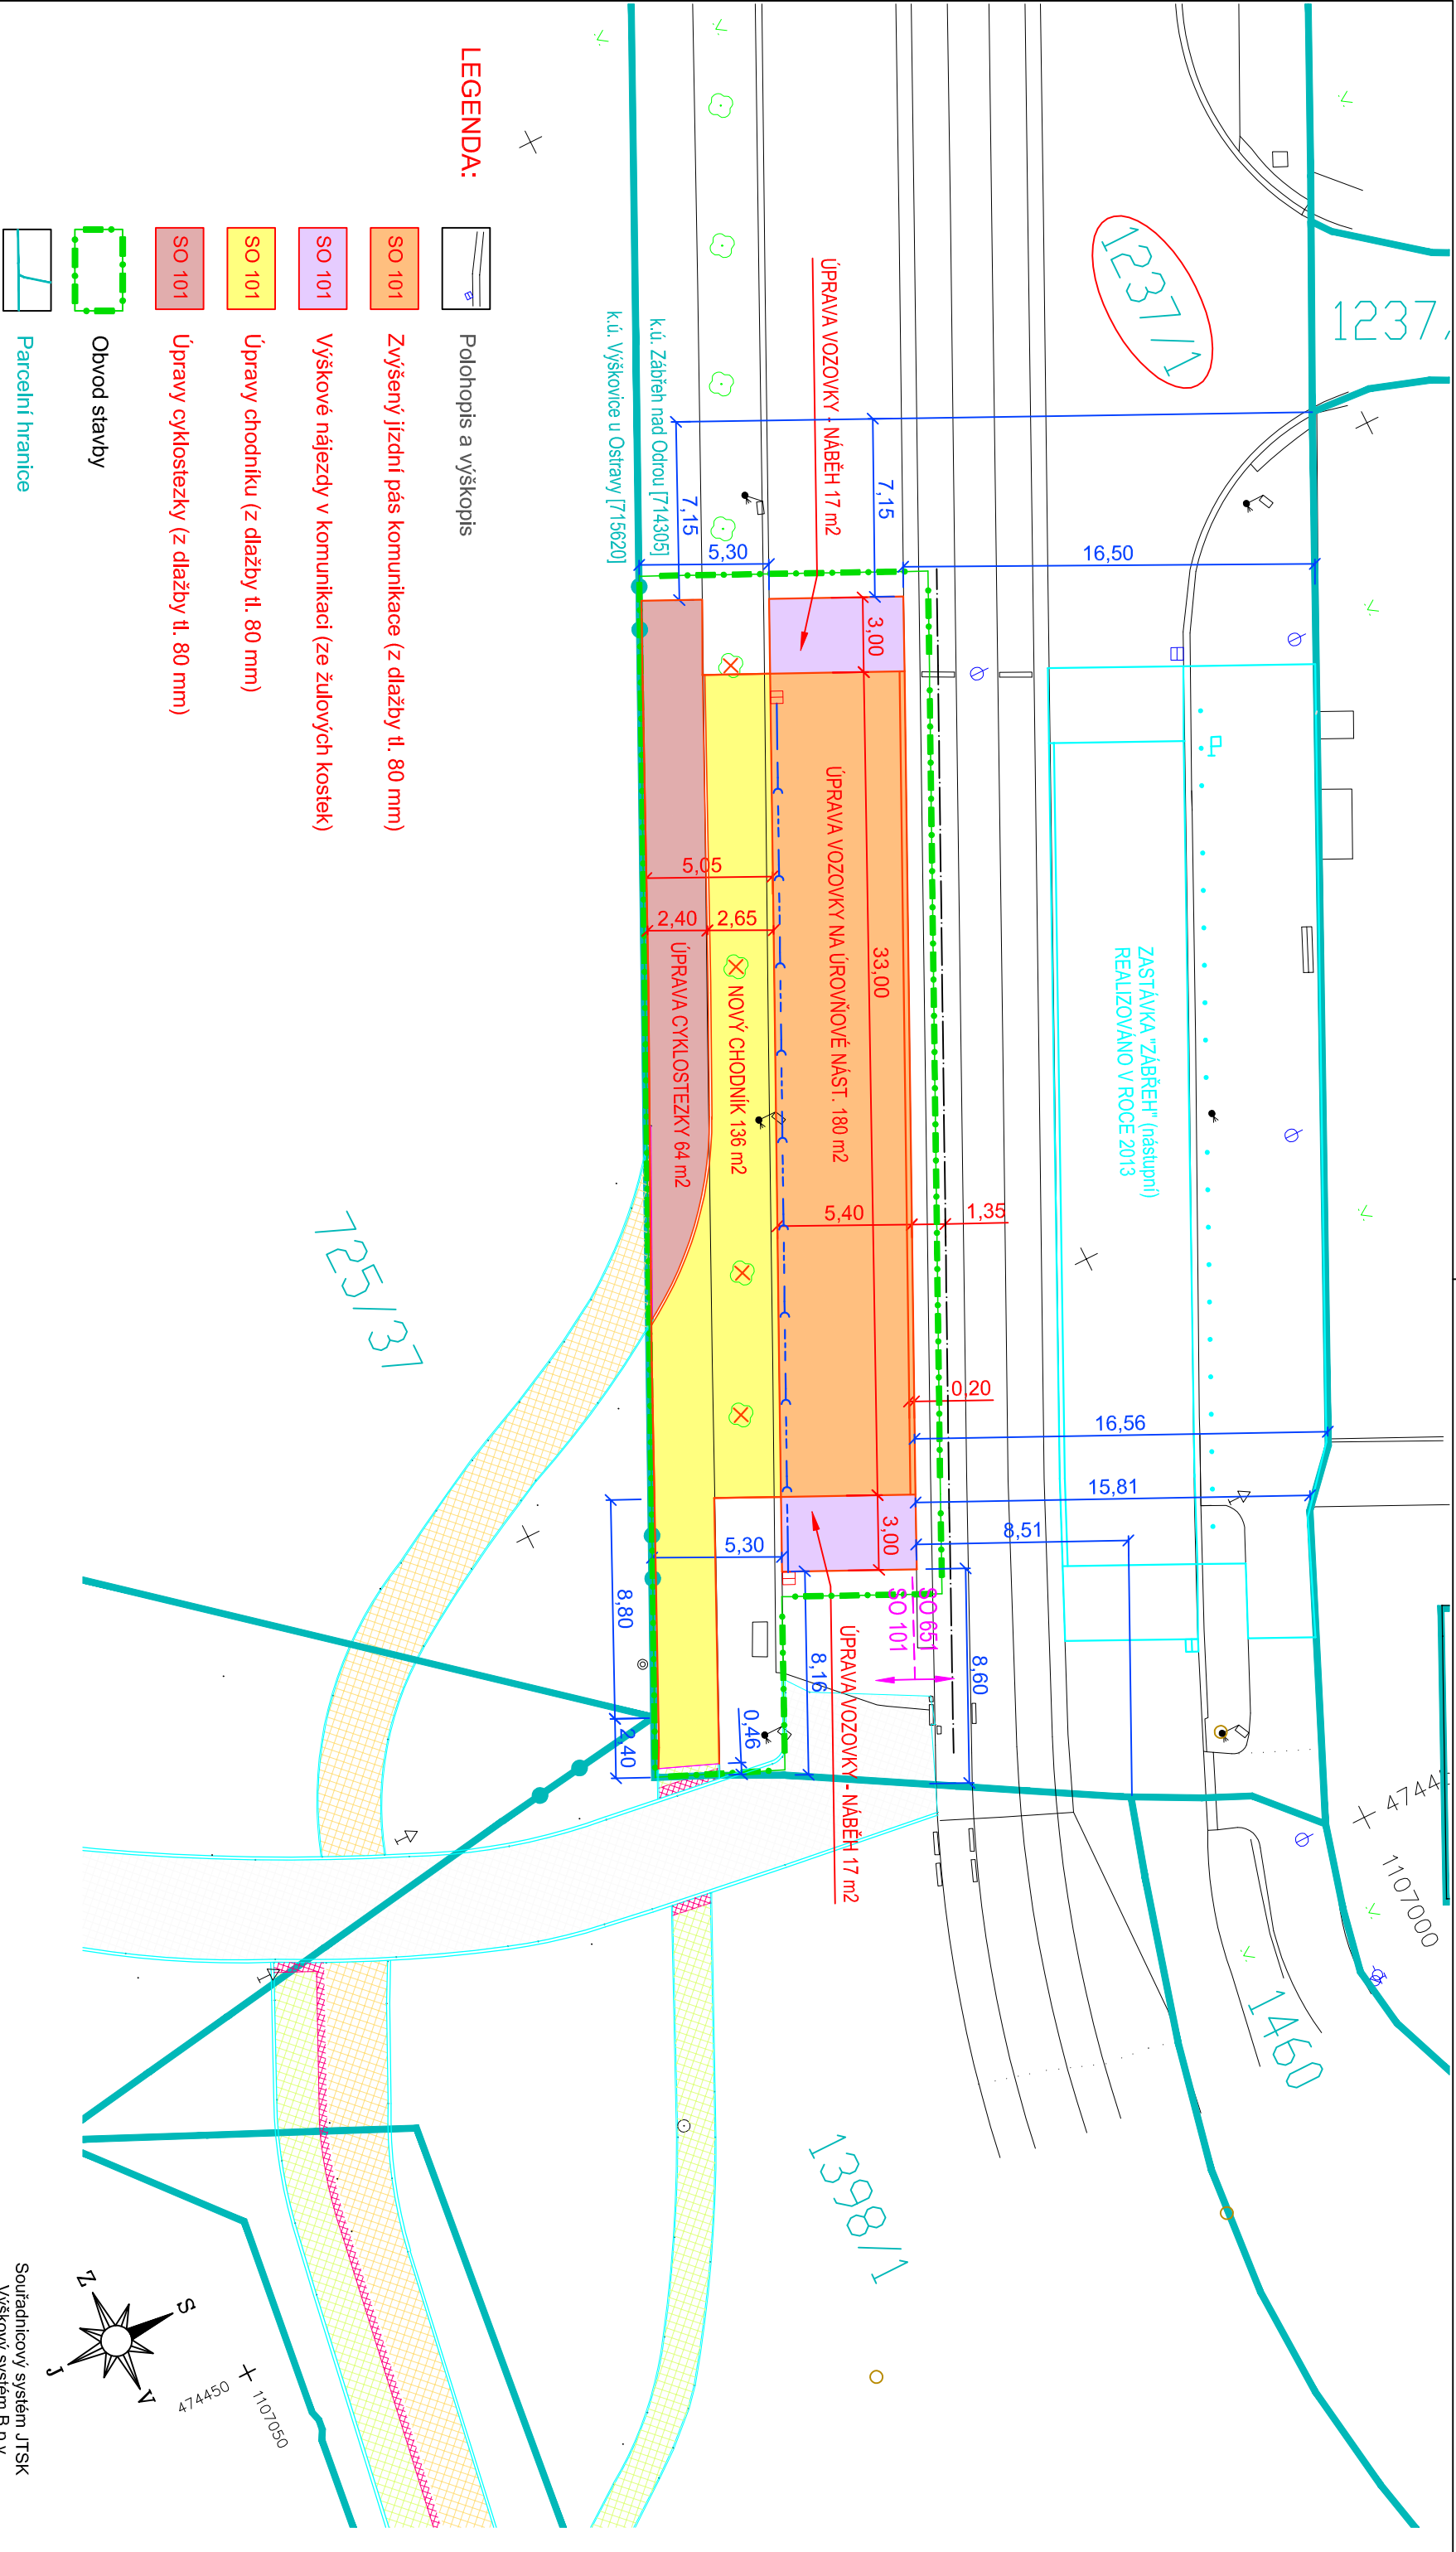 LEGENDA:
Polohopis a výškopis
SO 101
Zvýšený jízdní pás komunikace (z dlažby tl. 80 mm)
SO 101
Výškové nájezdy v komunikaci (ze žulových kostek)
SO 101
Úpravy chodníku (z dlažby tl. 80 mm)
SO 101
Úpravy cyklostezky (z dlažby tl. 80 mm)
Obvod stavby
Parcelní hranice
1237/1
1237/
ÚPRAVA VOZOVKY - NÁBĚH 17 m2
k.ú. Zábřeh nad Odrou [714305]
k.ú. Výškovice u Ostravy [715620]
7,15
7,15
5,30
16,50
3,00
ZASTÁVKA "ZÁBŘEH" (nástupní)
REALIZOVÁNO V ROCE 2013
ÚPRAVA VOZOVKY NA ÚROVŇOVÉ NÁST. 180 m2
33,00
5,05
2,40
2,65
NOVÝ CHODNÍK 136 m2
ÚPRAVA CYKLOSTEZKY 64 m2
5,40
1,35
0,20
16,56
15,81
8,51
3,00
5,30
8,80
2,40
8,16
8,60
0,46
SO 651
SO 101
ÚPRAVA VOZOVKY - NÁBĚH 17 m2
725/37
1107000
1460
1398/1
Z
S
J
V
474450
1107050
Souřadnicový systém JTSK
Výškový systém B.p.v.